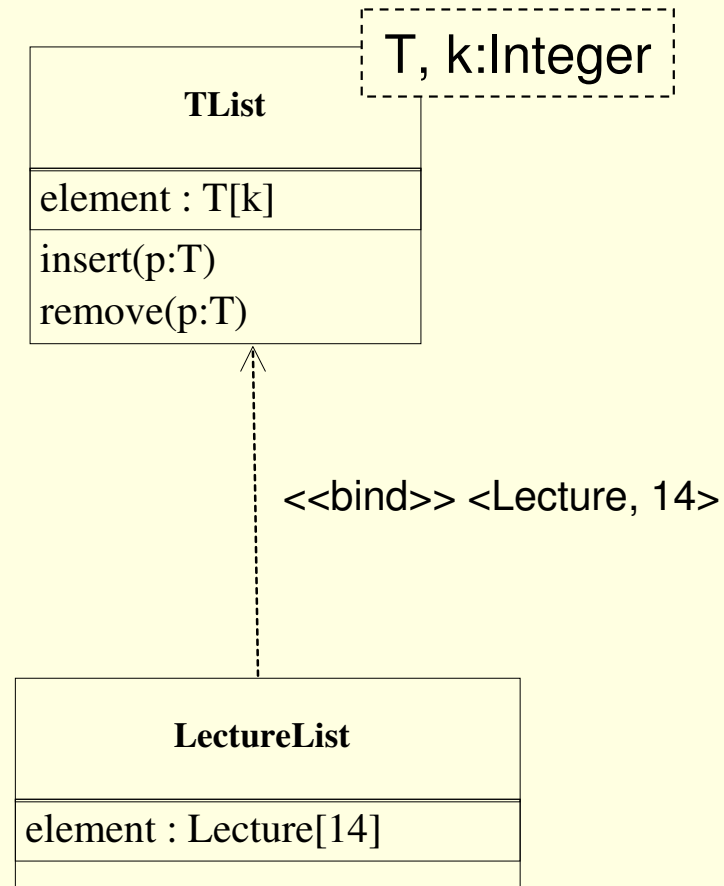 T, k:Integer
TList
element : T[k]
insert(p:T)
remove(p:T)
<<bind>> <Lecture, 14>
LectureList
element : Lecture[14]